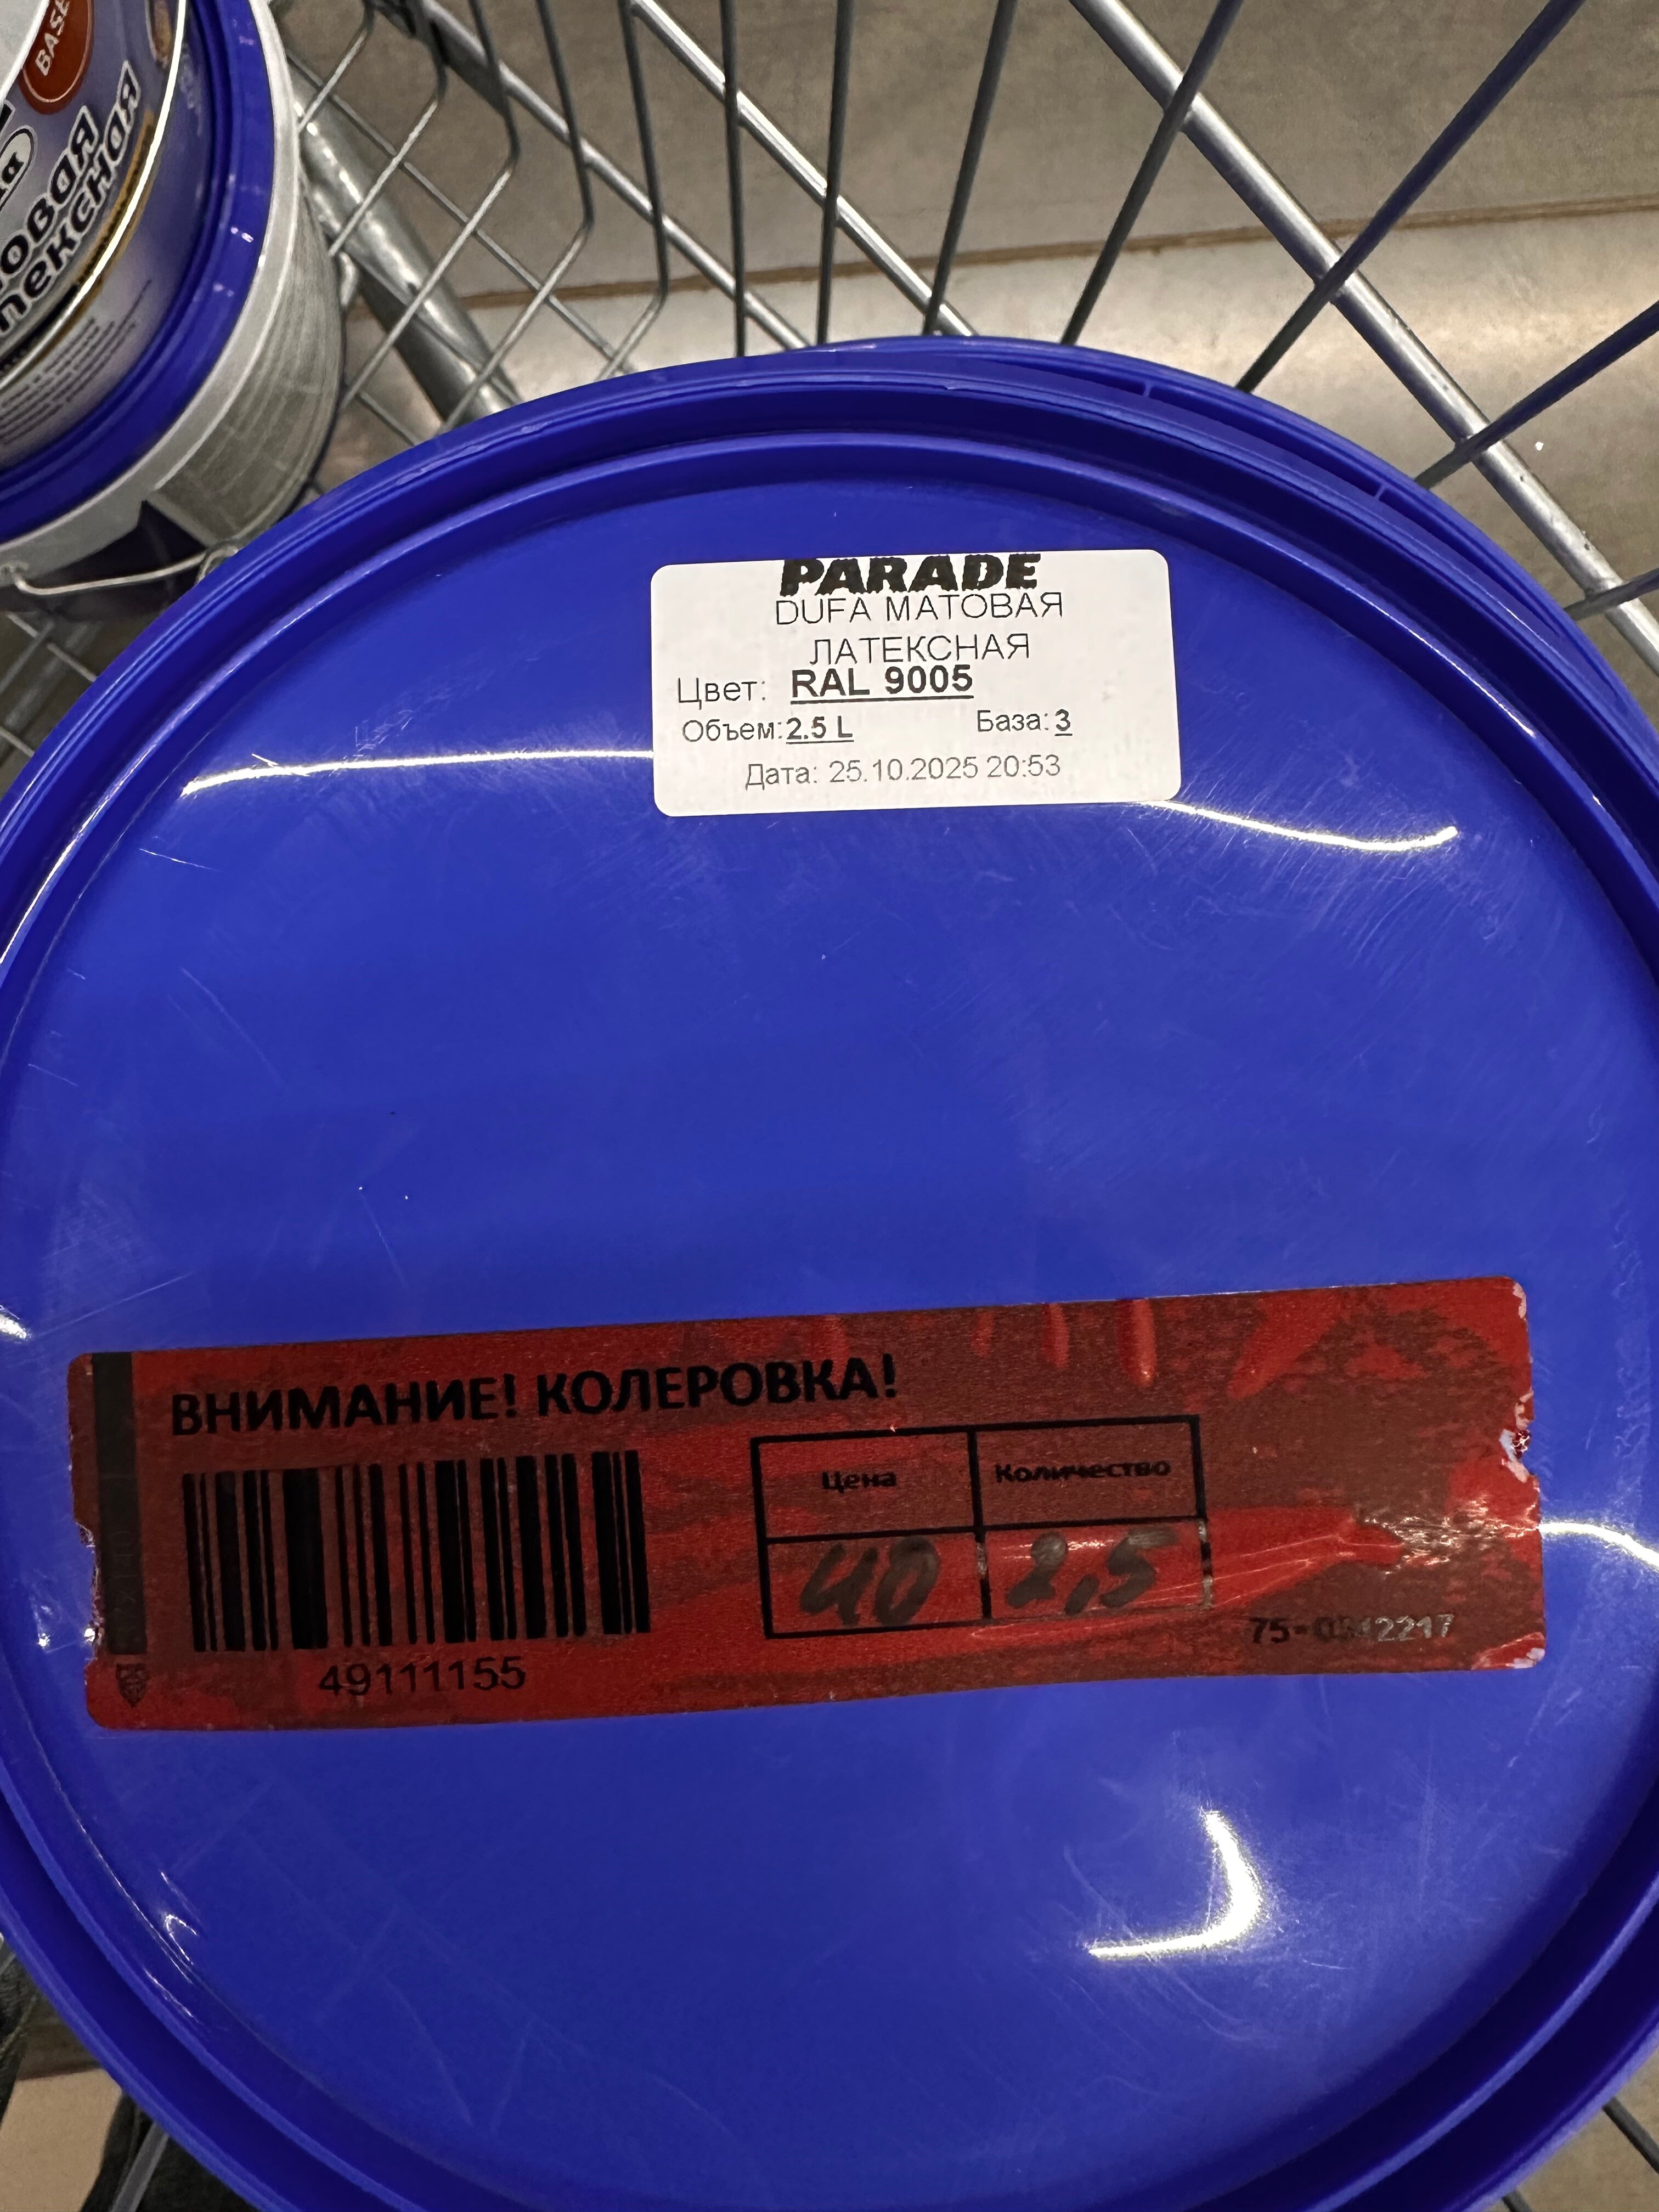 BASE
PARADE
DUFA МАТОВАЯ
ЛАТЕКСНАЯ
Цвет: RAL 9005
Объем: 2.5 L База: 3
Дата: 25.10.2025 20:53
ВНИМАНИЕ! КОЛЕРОВКА!
Цена Количество
40 2,5
49111155